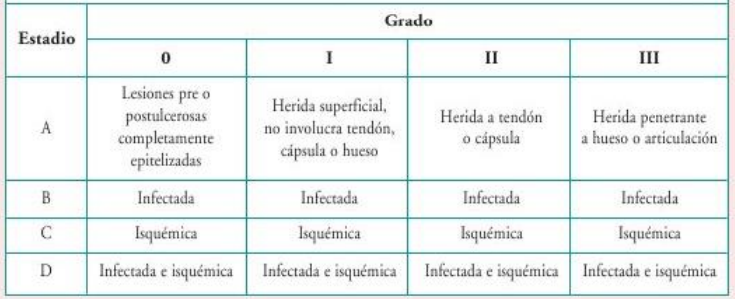 Estadio
Grado
0 I II III
A
Lesiones pre o
postulcerosas
completamente
epitelizadas
Herida superficial,
no involucra tendón,
cápsula o hueso
Herida a tendón
o cápsula
Herida penetrante
a hueso o articulación
B Infectada Infectada Infectada Infectada
C Isquémica Isquémica Isquémica Isquémica
D Infectada e isquémica Infectada e isquémica Infectada e isquémica Infectada e isquémica